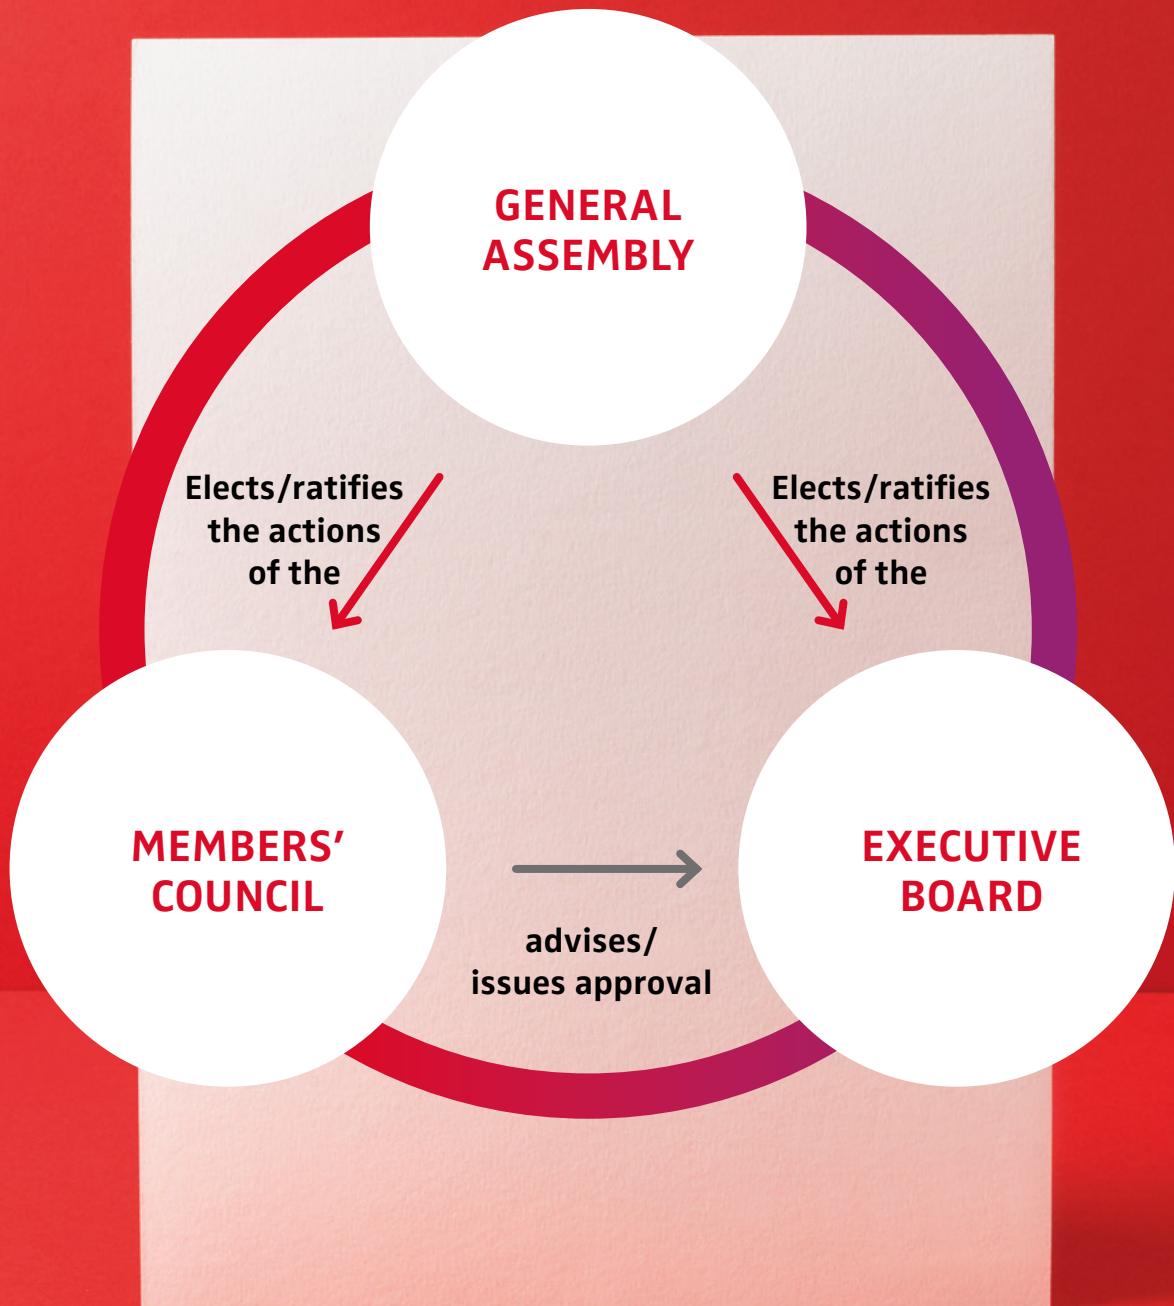 GENERAL
ASSEMBLY
Elects/ratifies
the actions
of the
Elects/ratifies
the actions
of the
MEMBERS’
COUNCIL
EXECUTIVE
BOARD
advises/
issues approval